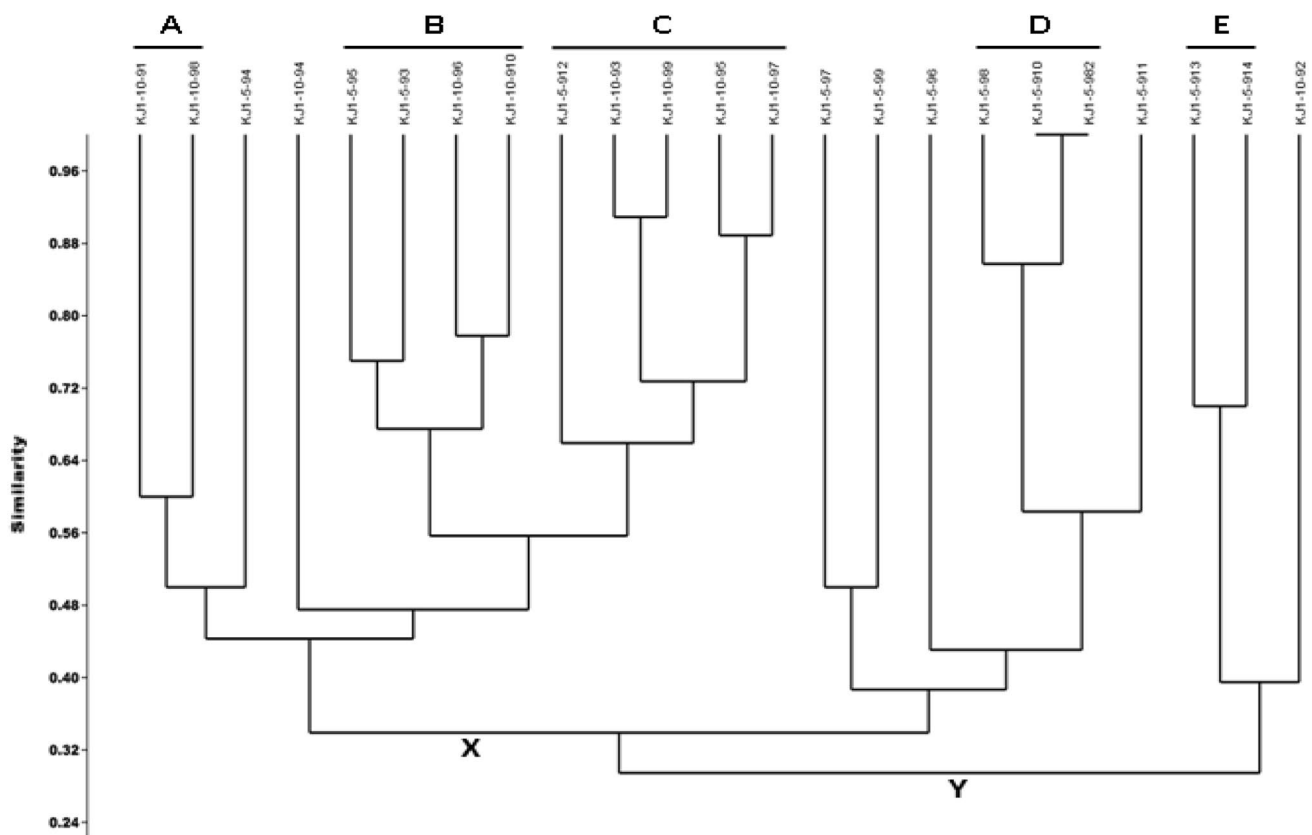 A B C D E
KJ1-10-91
KJ1-10-98
KJ1-5-94
KJ1-10-94
KJ1-5-95
KJ1-5-93
KJ1-10-96
KJ1-10-910
KJ1-5-912
KJ1-10-93
KJ1-10-99
KJ1-10-95
KJ1-10-97
KJ1-5-97
KJ1-5-99
KJ1-5-96
KJ1-5-98
KJ1-5-910
KJ1-5-982
KJ1-5-911
KJ1-5-913
KJ1-5-914
KJ1-10-92
0.96
0.88
0.80
0.72
0.64
0.56
0.48
0.40
0.32
0.24
Similarity
X
Y